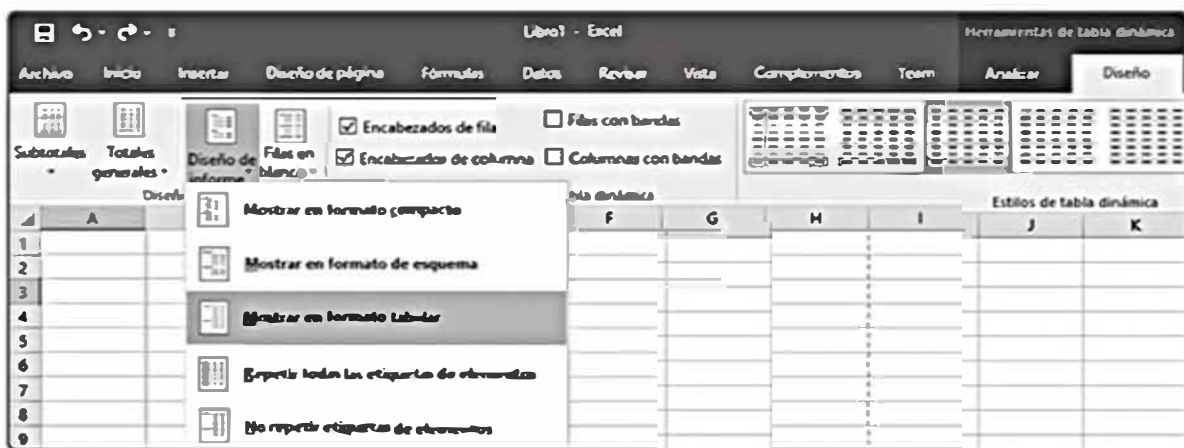 Libro1 - Excel
Herramientas de tabla dinámica
Archivo Inicio Insertar Diseño de página Fórmulas Datos Revisar Vista Complementos Team Analizar Diseño
Subtotales Totales generales Diseño de informe Filas en blanco
Encabezados de fila Filas con bandas
Encabezados de columna Columnas con bandas
tabla dinámica
Estilos de tabla dinámica
A F G H I J K
Mostrar en formato compacto
Mostrar en formato de esquema
Mostrar en formato tabular
Repetir todas las etiquetas de elementos
No repetir etiquetas de elementos
1
2
3
4
5
6
7
8
9